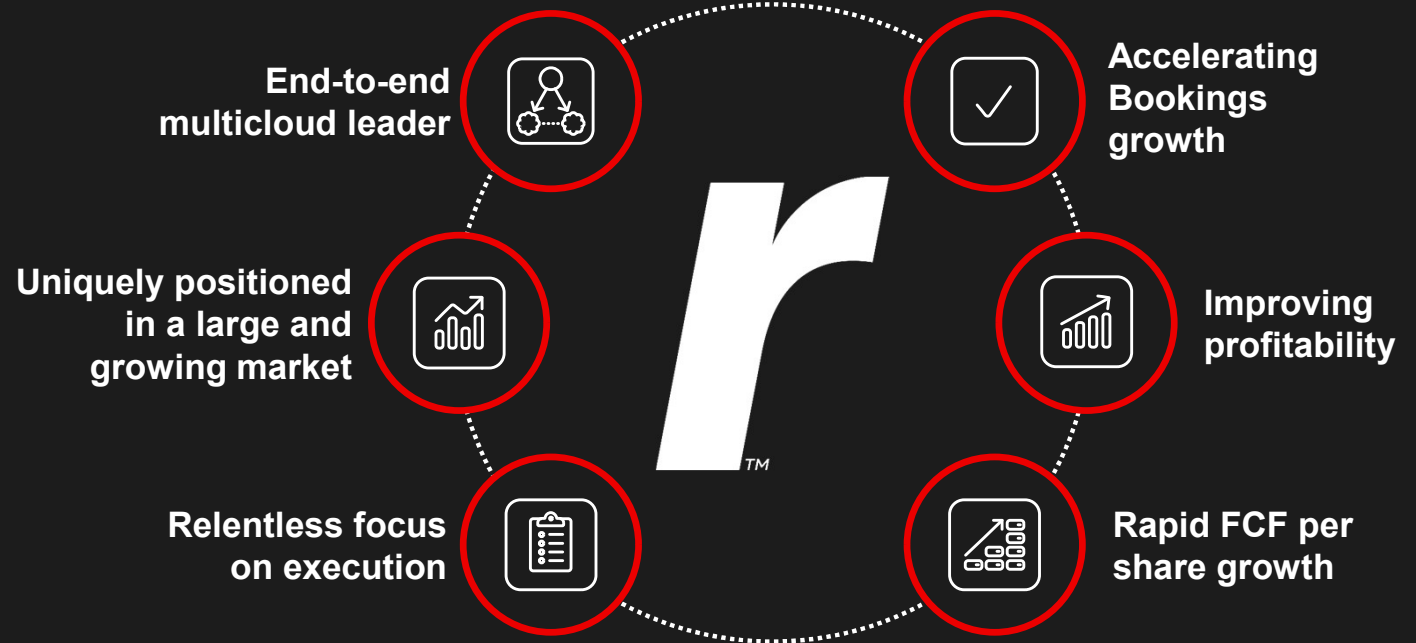 End-to-end
multicloud leader
Accelerating
Bookings
growth
Uniquely positioned
in a large and
growing market
Improving
profitability
Relentless focus
on execution
Rapid FCF per
share growth
r
TM